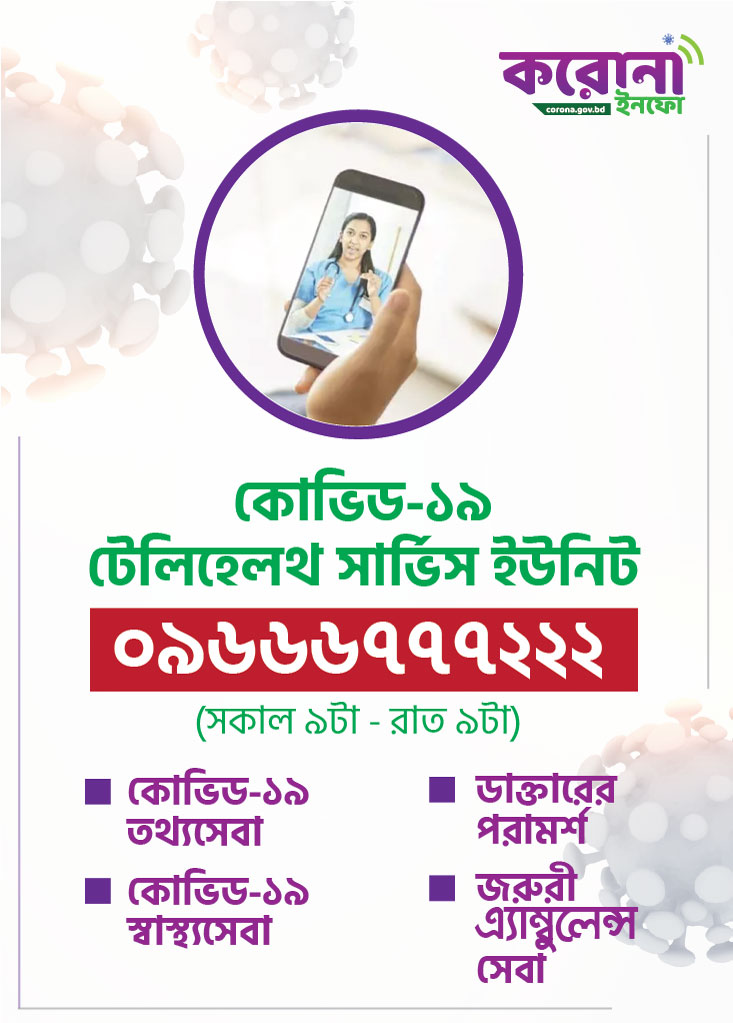 করোনা
corona.gov.bd ইনফো
কোভিড-১৯
টেলিহেলথ সার্ভিস ইউনিট
০৯৬৬৬৭৭৭২২২
(সকাল ৯টা - রাত ৯টা)
কোভিড-১৯
তথ্যসেবা
কোভিড-১৯
স্বাস্থ্যসেবা
ডাক্তারের
পরামর্শ
জরুরী
এ্যাম্বুলেন্স
সেবা